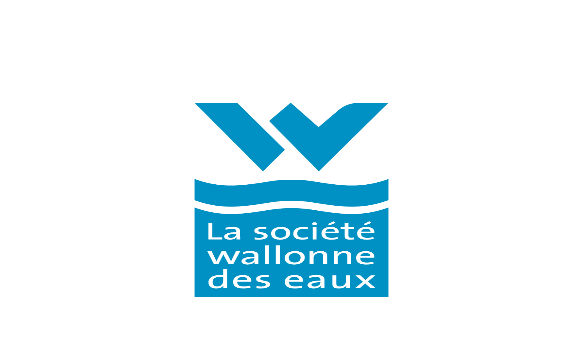 La société
wallonne
des eaux